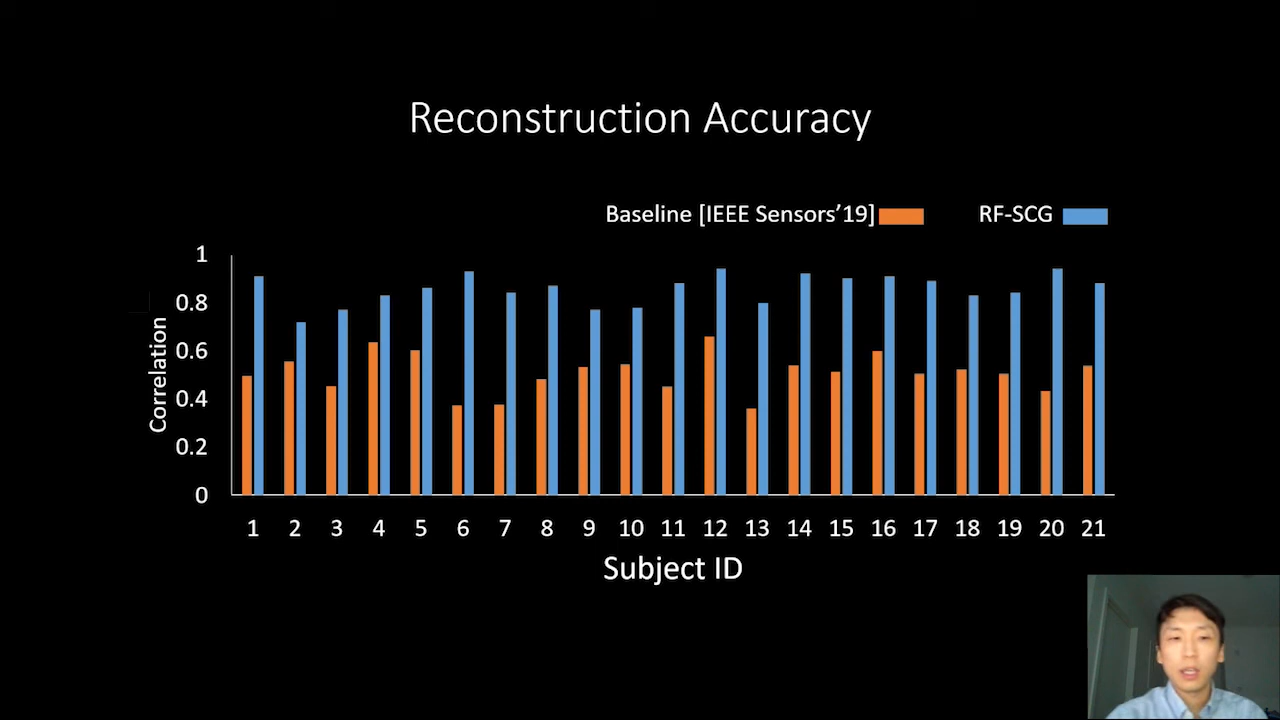 Reconstruction Accuracy
Baseline [IEEE Sensors’19]
RF-SCG
1
0.8
0.6
0.4
0.2
0
Correlation
1 2 3 4 5 6 7 8 9 10 11 12 13 14 15 16 17 18 19 20 21
Subject ID